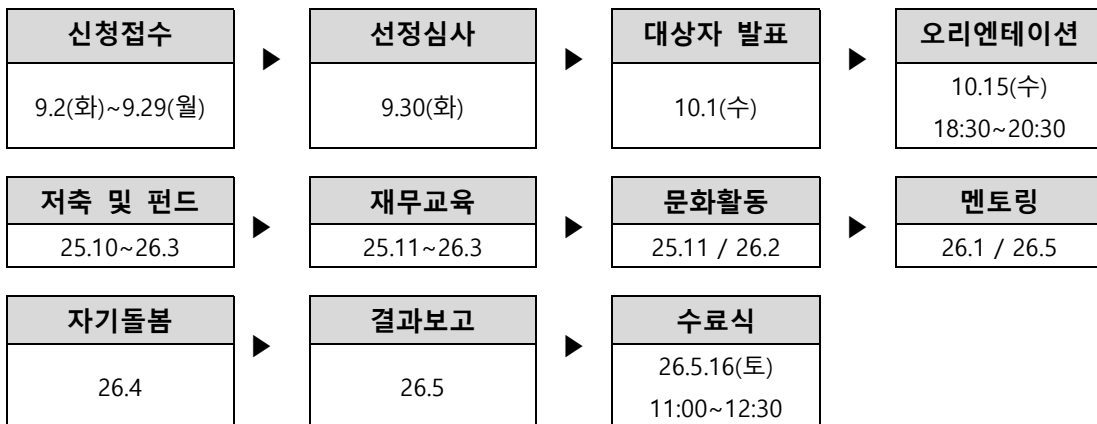 신청접수 ▶ 선정심사 ▶ 대상자 발표 ▶ 오리엔테이션
9.2(화)~9.29(월) 9.30(화) 10.1(수) 10.15(수)
18:30~20:30
저축 및 펀드 ▶ 재무교육 ▶ 문화활동 ▶ 멘토링
25.10~26.3 25.11~26.3 25.11 / 26.2 26.1 / 26.5
자기돌봄 ▶ 결과보고 ▶ 수료식
26.4 26.5 26.5.16(토)
11:00~12:30